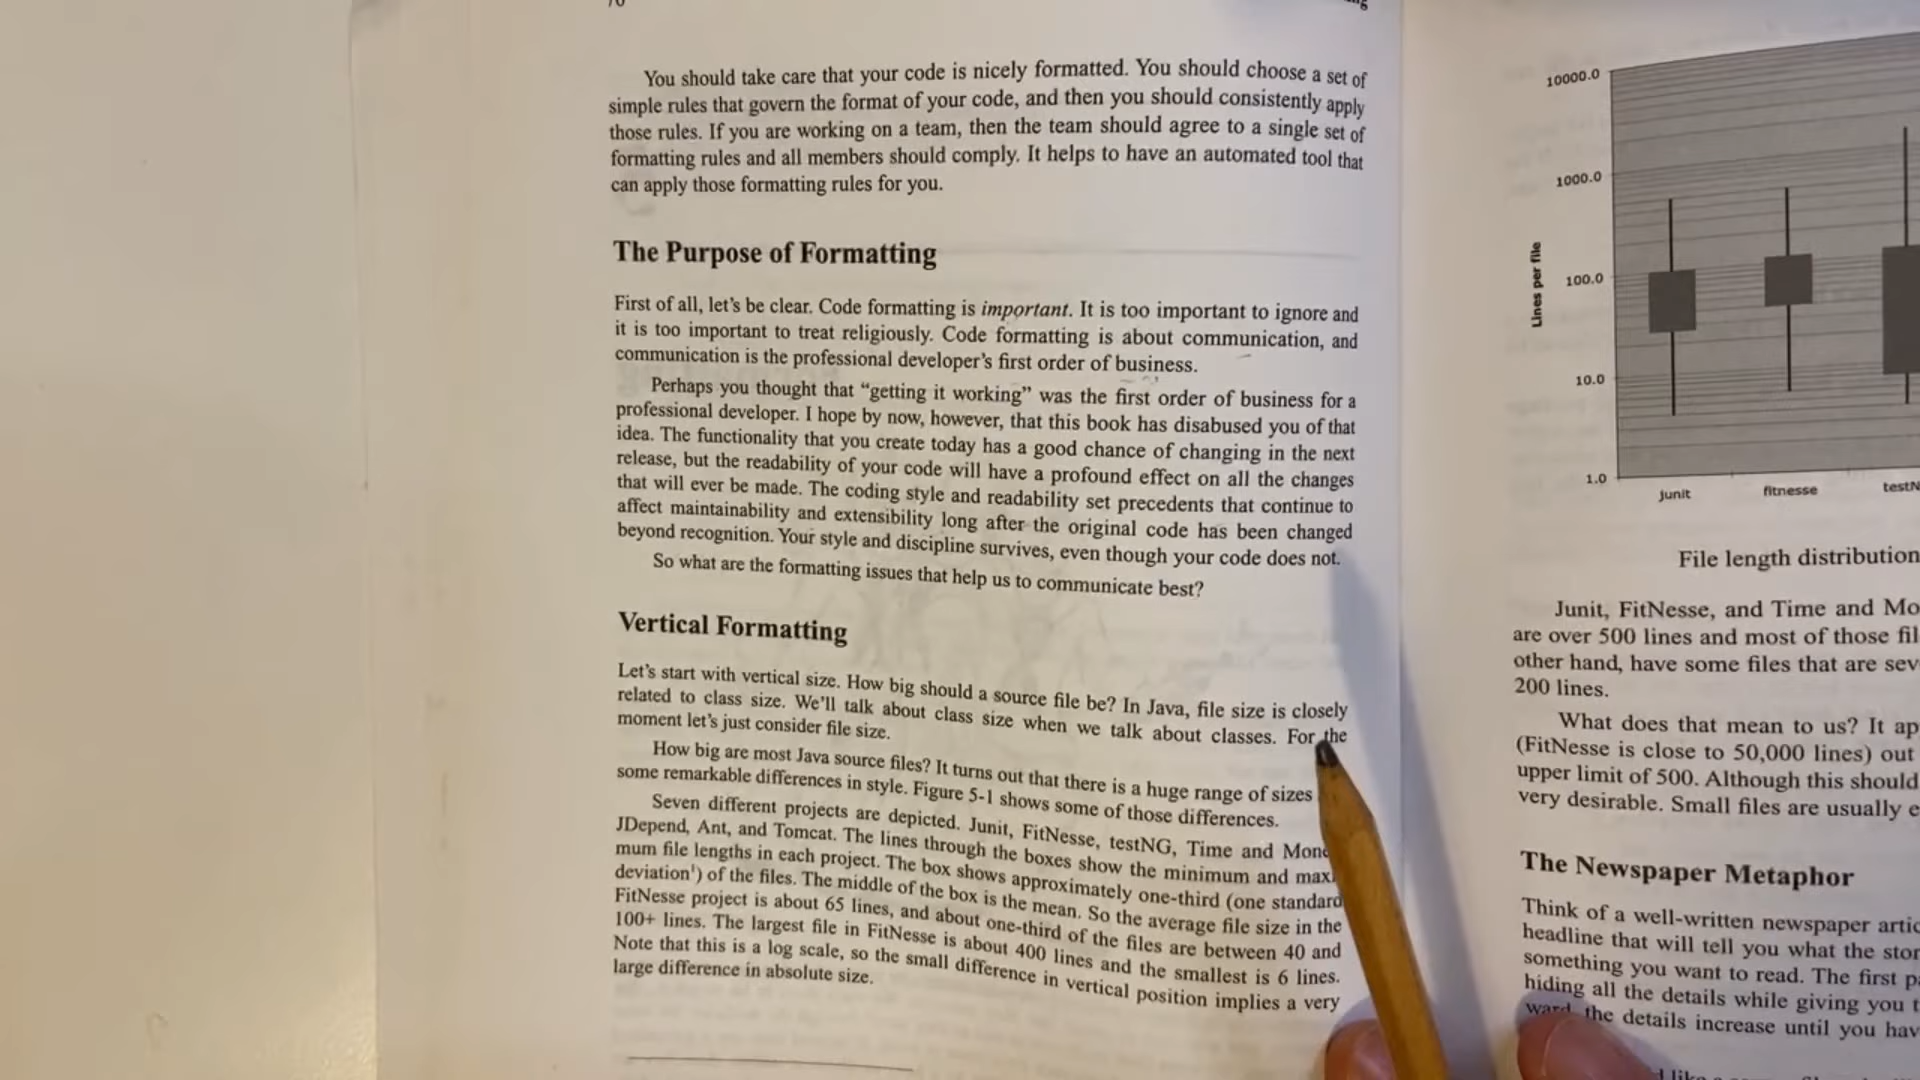 You should take care that your code is nicely formatted. You should choose a set of
simple rules that govern the format of your code, and then you should consistently apply
those rules. If you are working on a team, then the team should agree to a single set of
formatting rules and all members should comply. It helps to have an automated tool that
can apply those formatting rules for you.
The Purpose of Formatting
First of all, let's be clear. Code formatting is important. It is too important to ignore and
it is too important to treat religiously. Code formatting is about communication, and
communication is the professional developer's first order of business.
Perhaps you thought that “getting it working” was the first order of business for a
professional developer. I hope by now, however, that this book has disabused you of that
idea. The functionality that you create today has a good chance of changing in the next
release, but the readability of your code will have a profound effect on all the changes
that will ever be made. The coding style and readability set precedents that continue to
affect maintainability and extensibility long after the original code has been changed
beyond recognition. Your style and discipline survives, even though your code does not.
So what are the formatting issues that help us to communicate best?
Vertical Formatting
Let's start with vertical size. How big should a source file be? In Java, file size is closely
related to class size. We'll talk about class size when we talk about classes. For the
moment let's just consider file size.
How big are most Java source files? It turns out that there is a huge range of sizes
some remarkable differences in style. Figure 5-1 shows some of those differences.
Seven different projects are depicted. Junit, FitNesse, testNG, Time and Mone
JDepend, Ant, and Tomcat. The lines through the boxes show the minimum and maxi
mum file lengths in each project. The box shows approximately one-third (one standard
deviation¹) of the files. The middle of the box is the mean. So the average file size in the
FitNesse project is about 65 lines, and about one-third of the files are between 40 and
100+ lines. The largest file in FitNesse is about 400 lines and the smallest is 6 lines.
Note that this is a log scale, so the small difference in vertical position implies a very
large difference in absolute size.
10000.0
1000.0
100.0
10.0
1.0
Lines per file
junit fitnesse testN
File length distribution
Junit, FitNesse, and Time and Mo
are over 500 lines and most of those fil
other hand, have some files that are sev
200 lines.
What does that mean to us? It ap
(FitNesse is close to 50,000 lines) out
upper limit of 500. Although this should
very desirable. Small files are usually e
The Newspaper Metaphor
Think of a well-written newspaper artic
headline that will tell you what the stor
something you want to read. The first p
hiding all the details while giving you t
ward, the details increase until you hav